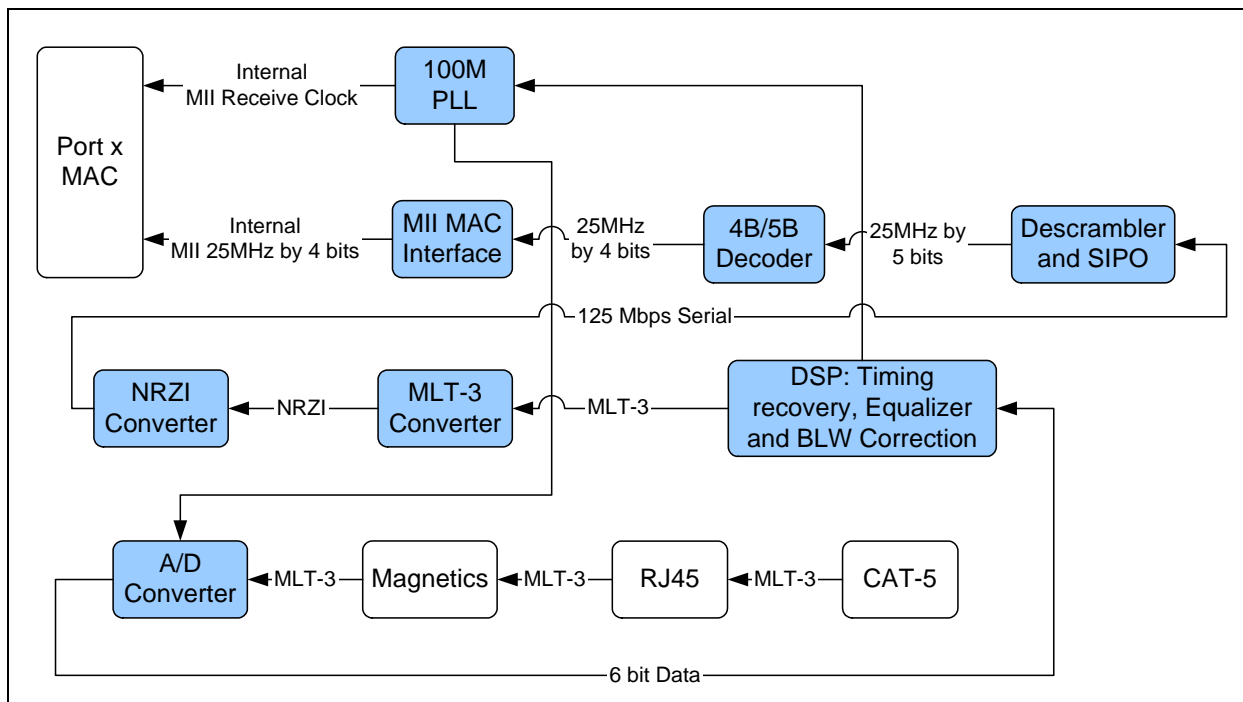 Internal
MII Receive Clock
100M
PLL
Port x
MAC
Internal
MII 25MHz by 4 bits
MII MAC
Interface
25MHz
by 4 bits
4B/5B
Decoder
25MHz by
5 bits
Descrambler
and SIPO
125 Mbps Serial
NRZI
Converter
NRZI
MLT-3
Converter
MLT-3
DSP: Timing
recovery, Equalizer
and BLW Correction
A/D
Converter
MLT-3
Magnetics
MLT-3
RJ45
MLT-3
CAT-5
6 bit Data